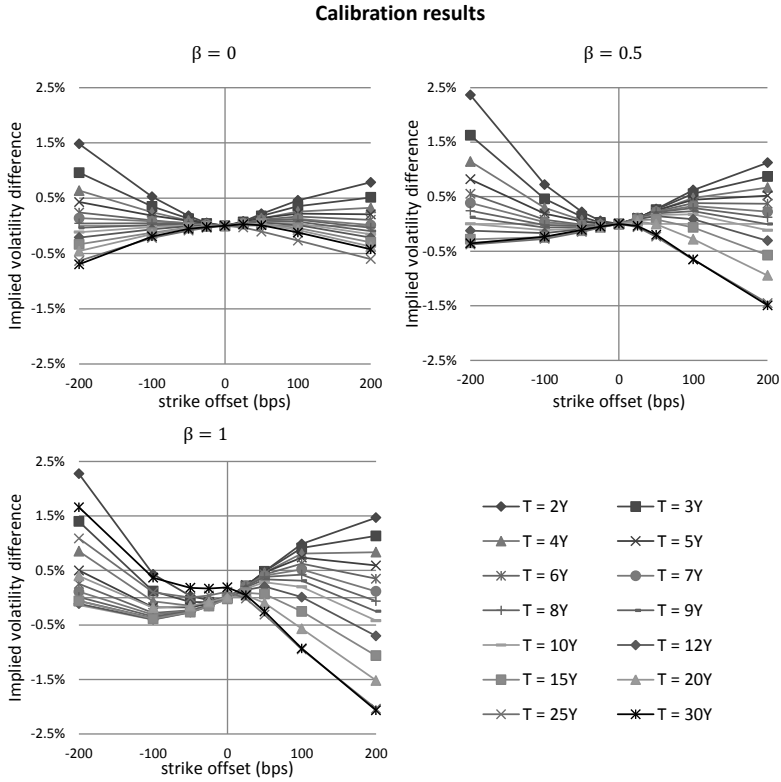 Calibration results
β = 0
2.5%
1.5%
0.5%
-0.5%
-1.5%
-2.5%
Implied volatility difference
-200 -100 0 100 200
strike offset (bps)
β = 0.5
2.5%
1.5%
0.5%
-0.5%
-1.5%
-2.5%
Implied volatility difference
-200 -100 0 100 200
strike offset (bps)
β = 1
2.5%
1.5%
0.5%
-0.5%
-1.5%
-2.5%
Implied volatility difference
-200 -100 0 100 200
strike offset (bps)
T = 2Y T = 3Y
T = 4Y T = 5Y
T = 6Y T = 7Y
T = 8Y T = 9Y
T = 10Y T = 12Y
T = 15Y T = 20Y
T = 25Y T = 30Y